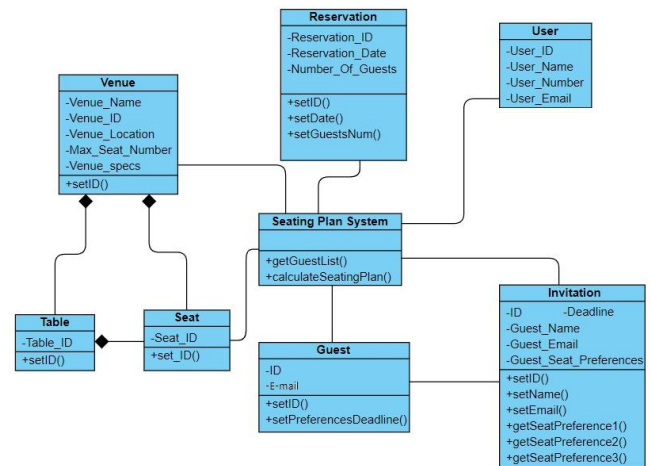 Reservation
-Reservation_ID
-Reservation_Date
-Number_Of_Guests
+setID()
+setDate()
+setGuestsNum()
User
-User_ID
-User_Name
-User_Number
-User_Email
Venue
-Venue_Name
-Venue_ID
-Venue_Location
-Max_Seat_Number
-Venue_specs
+setID()
Seating Plan System
+getGuestList()
+calculateSeatingPlan()
Table
-Table_ID
+setID()
Seat
-Seat_ID
+set_ID()
Guest
-ID
-E-mail
+setID()
+setPreferencesDeadline()
Invitation
-ID -Deadline
-Guest_Name
-Guest_Email
-Guest_Seat_Preferences
+setID()
+setName()
+setEmail()
+getSeatPreference1()
+getSeatPreference2()
+getSeatPreference3()